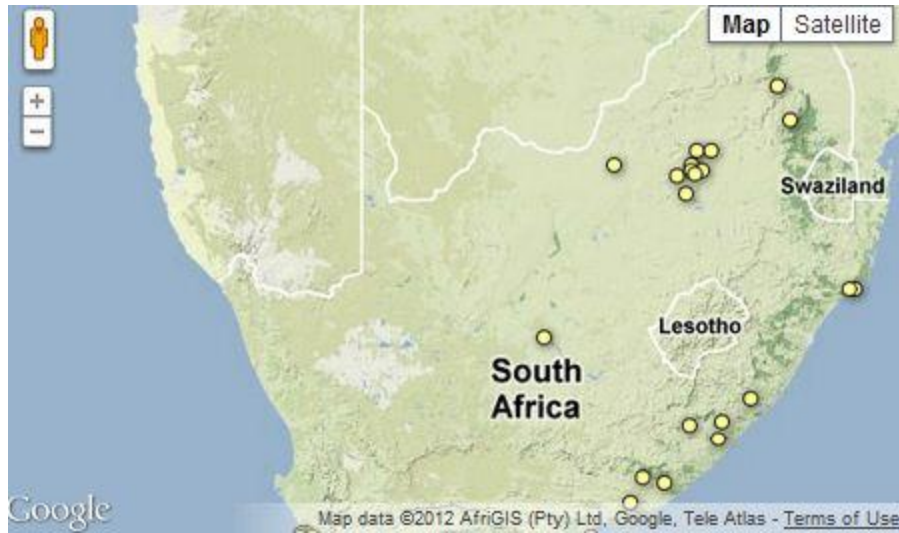 Map Satellite
+
−
Swaziland
Lesotho
South
Africa
Google
Map data ©2012 AfriGIS (Pty) Ltd, Google, Tele Atlas - Terms of Use